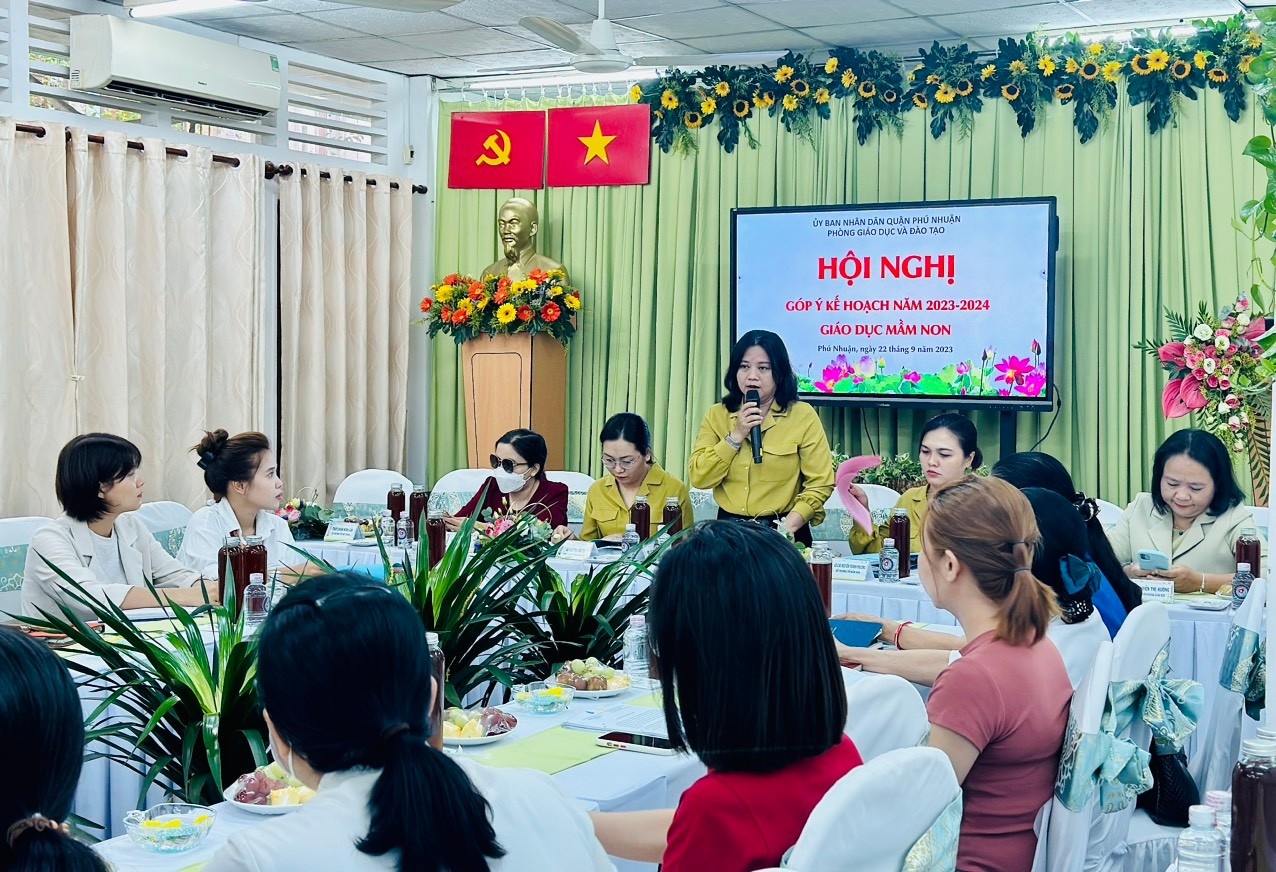 ỦY BAN NHÂN DÂN QUẬN PHÚ NHUẬN
PHÒNG GIÁO DỤC VÀ ĐÀO TẠO
HỘI NGHỊ
GÓP Ý KẾ HOẠCH NĂM 2023-2024
GIÁO DỤC MẦM NON
Phú Nhuận, ngày 22 tháng 9 năm 2023